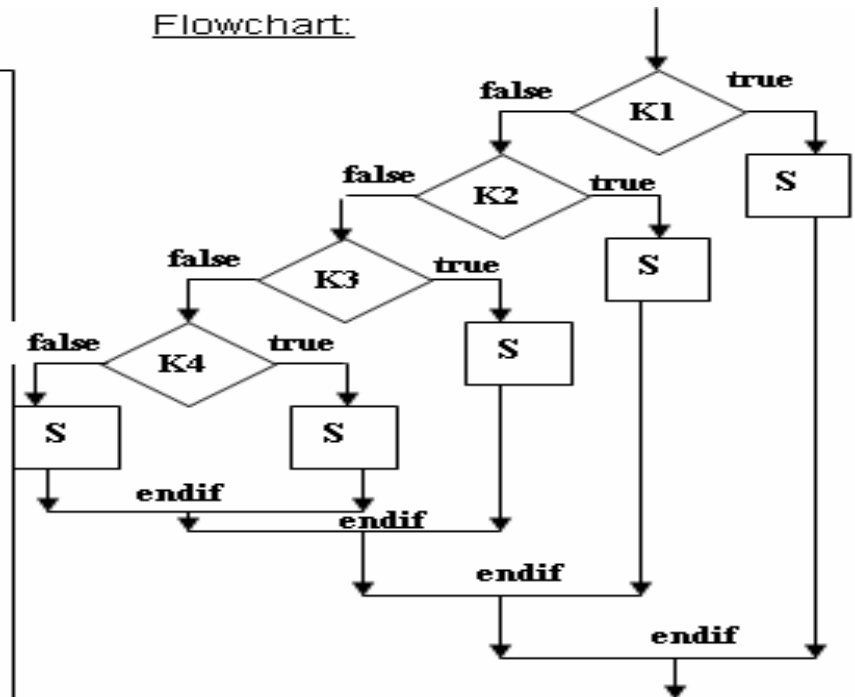 Flowchart:
false
true
K1
false
K2
true
S
false
K3
true
S
false
K4
true
S
S
S
endif
endif
endif
endif